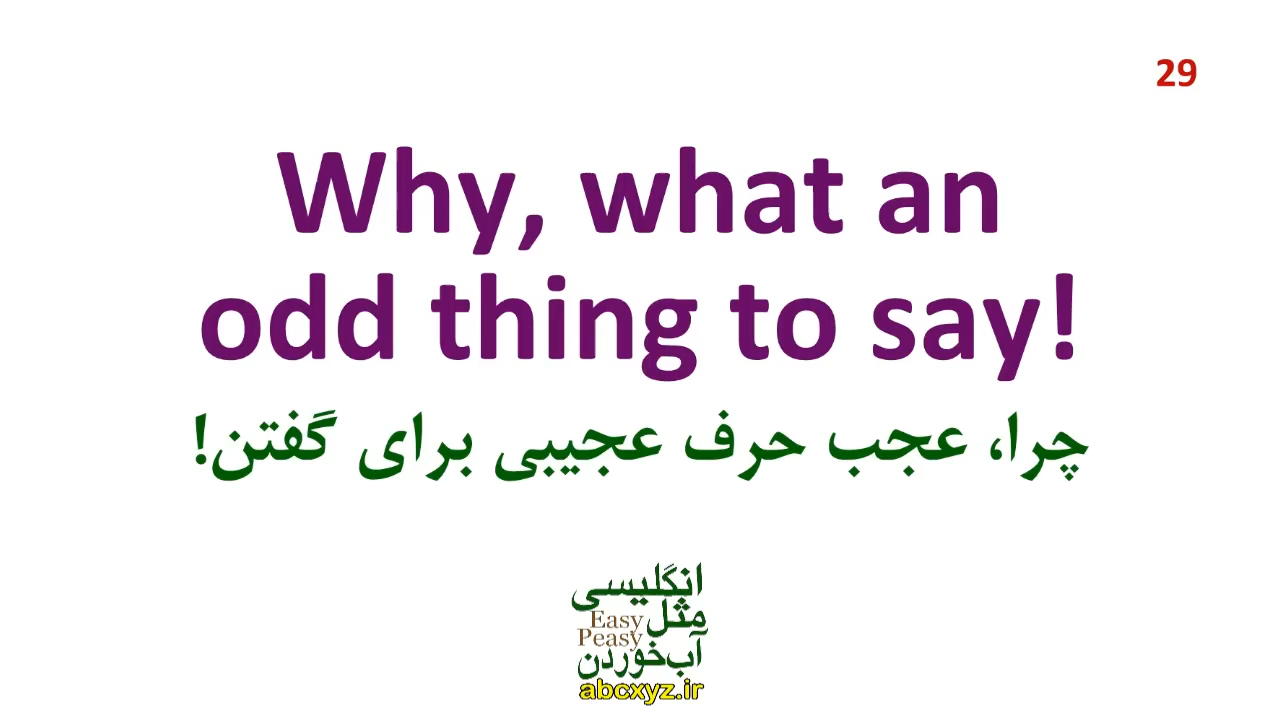 29
Why, what an
odd thing to say!
چرا، عجب حرف عجیبی برای گفتن!
انگلیسی
مثل
Easy
Peasy
آب‌خوردن
abcxyz.ir